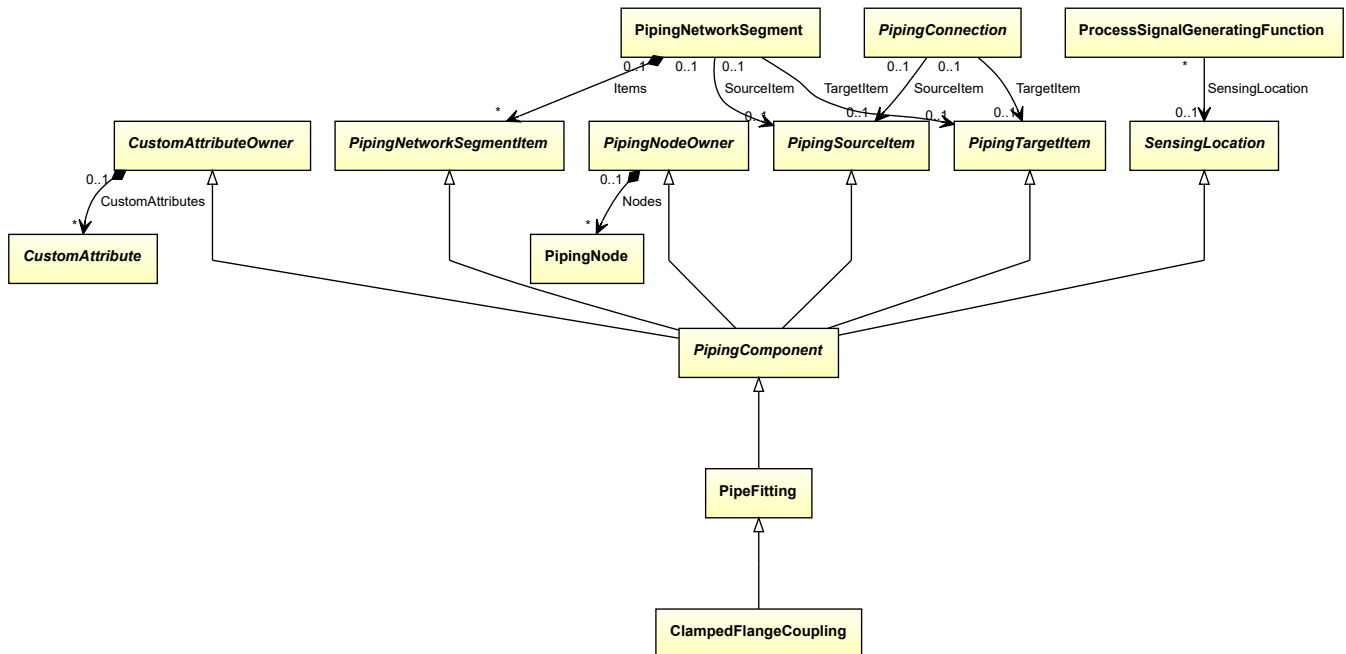 PipingNetworkSegment
PipingConnection
ProcessSignalGeneratingFunction
0..1
0..1
0..1
0..1
0..1
*
Items
SourceItem
TargetItem
SourceItem
TargetItem
SensingLocation
*
0..1
0..1
0..1
0..1
0..1
CustomAttributeOwner
PipingNetworkSegmentItem
PipingNodeOwner
PipingSourceItem
PipingTargetItem
SensingLocation
0..1
CustomAttributes
*
0..1
Nodes
*
CustomAttribute
PipingNode
PipingComponent
PipeFitting
ClampedFlangeCoupling